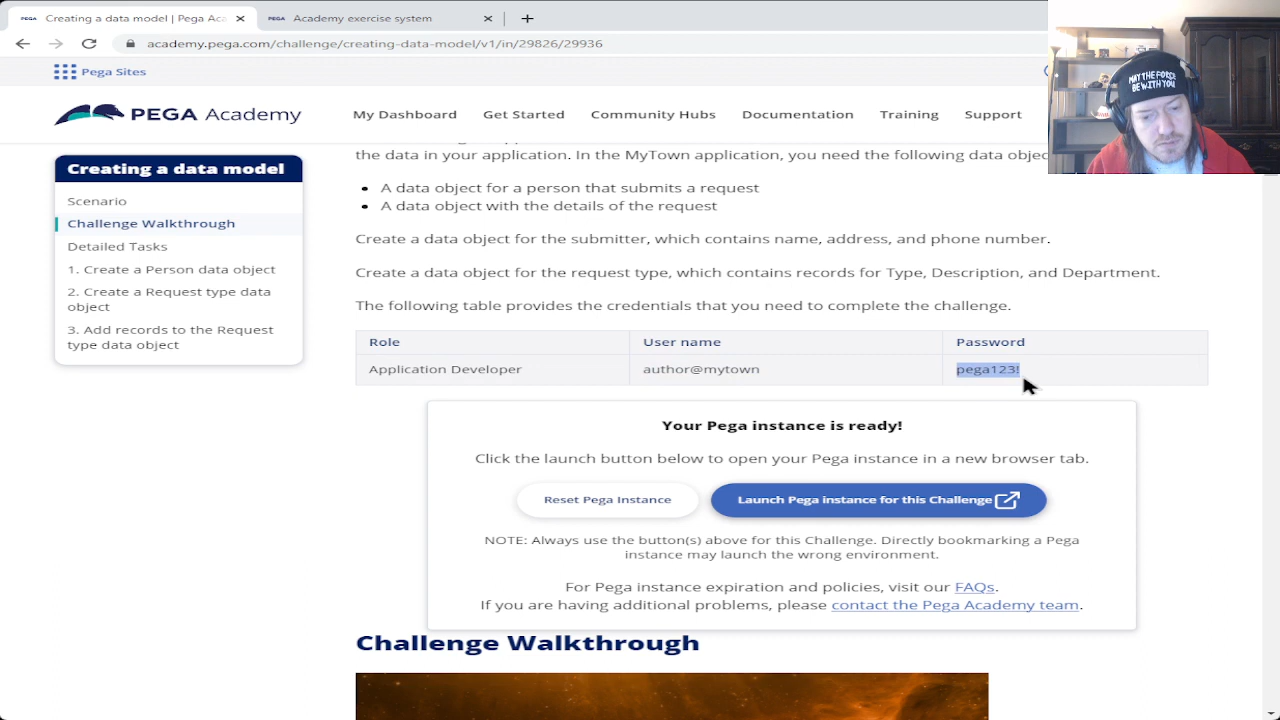 Creating a data model | Pega Aca
Academy exercise system
academy.pega.com/challenge/creating-data-model/v1/in/29826/29936
Pega Sites
PEGA Academy
My Dashboard
Get Started
Community Hubs
Documentation
Training
Support
MAY THE FORCE
BE WITH YOU
Creating a data model
Scenario
Challenge Walkthrough
Detailed Tasks
1. Create a Person data object
2. Create a Request type data
object
3. Add records to the Request
type data object
the data in your application. In the MyTown application, you need the following data objec
A data object for a person that submits a request
A data object with the details of the request
Create a data object for the submitter, which contains name, address, and phone number.
Create a data object for the request type, which contains records for Type, Description, and Department.
The following table provides the credentials that you need to complete the challenge.
Role User name Password
Application Developer author@mytown pega123!
Your Pega instance is ready!
Click the launch button below to open your Pega instance in a new browser tab.
Reset Pega Instance
Launch Pega instance for this Challenge
NOTE: Always use the button(s) above for this Challenge. Directly bookmarking a Pega
instance may launch the wrong environment.
For Pega instance expiration and policies, visit our FAQs.
If you are having additional problems, please contact the Pega Academy team.
Challenge Walkthrough